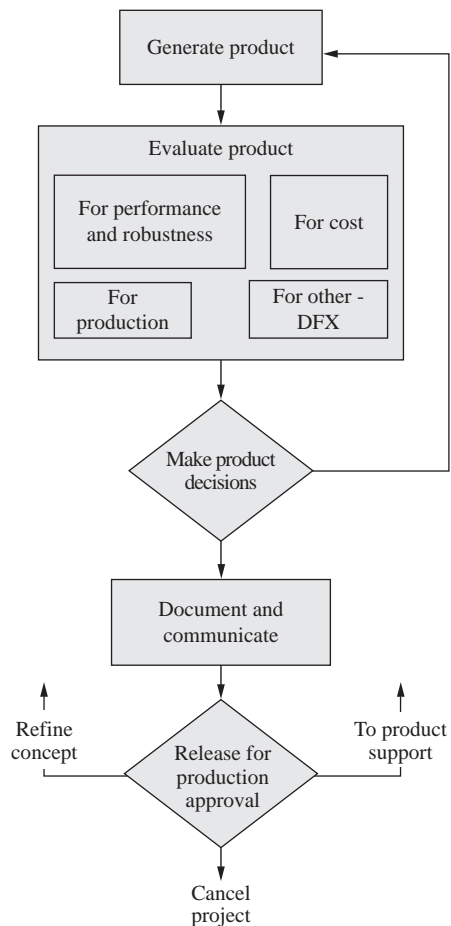 Generate product
Evaluate product
For performance
and robustness
For cost
For
production
For other -
DFX
Make product
decisions
Document and
communicate
Refine
concept
Release for
production
approval
To product
support
Cancel
project